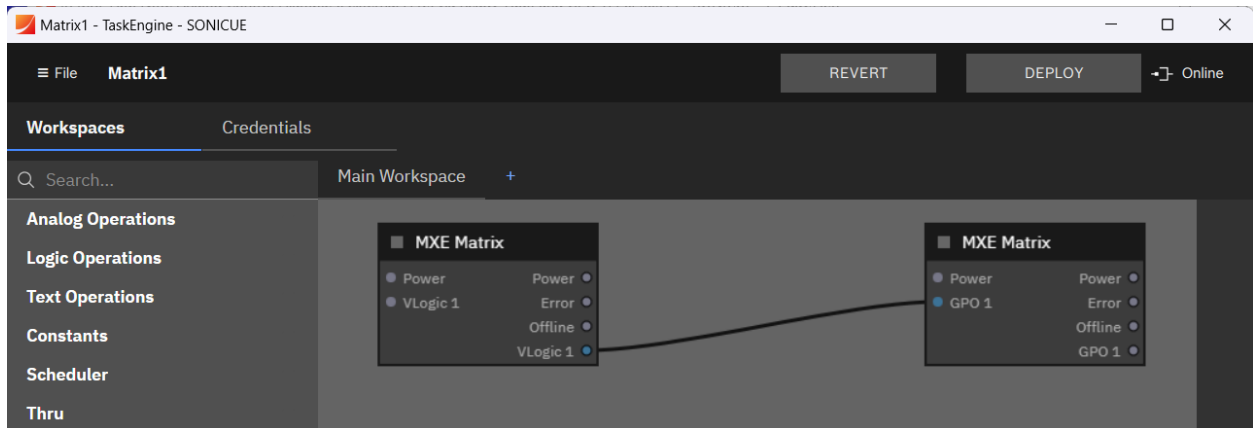 Matrix1 - TaskEngine - SONICUE
≡ File Matrix1 REVERT DEPLOY Online
Workspaces Credentials
Search...
Main Workspace +
Analog Operations
Logic Operations
Text Operations
Constants
Scheduler
Thru
MXE Matrix
Power Power
VLogic 1 Error
Offline
VLogic 1
MXE Matrix
Power Power
GPO 1 Error
Offline
GPO 1